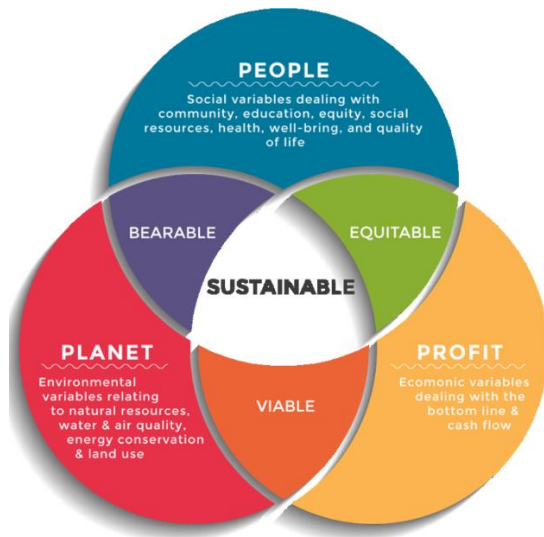 PEOPLE
Social variables dealing with
community, education, equity, social
resources, health, well-bring, and quality
of life
BEARABLE
EQUITABLE
SUSTAINABLE
PLANET
Environmental
variables relating
to natural resources,
water & air quality,
energy conservation
& land use
PROFIT
Ecomonic variables
dealing with the
bottom line &
cash flow
VIABLE